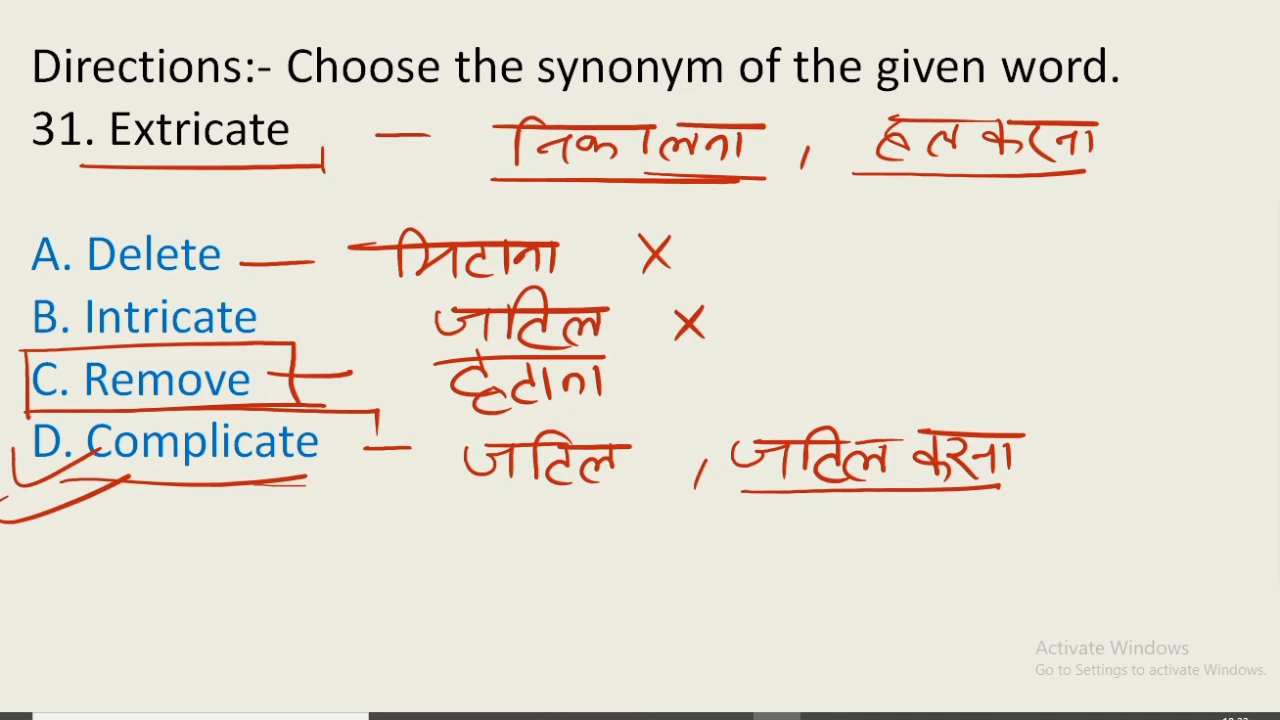 Directions:- Choose the synonym of the given word.
31. Extricate — निकालना , हल करना
A. Delete — मिटाना ×
B. Intricate जटिल ×
C. Remove — हटाना
D. Complicate — जटिल , जटिल करना
Activate Windows
Go to Settings to activate Windows.